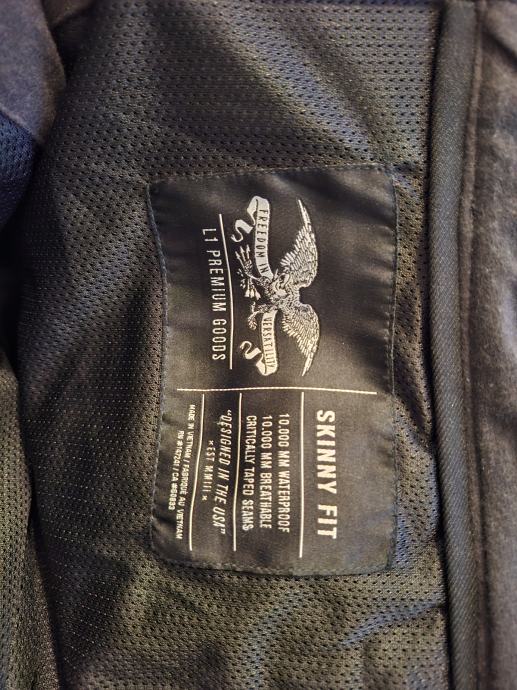 FREEDOM IN VERSATILITY
L1 PREMIUM GOODS
SKINNY FIT
10.000 MM WATERPROOF
10.000 MM BREATHABLE
CRITICALLY TAPED SEAMS
"DESIGNED IN THE USA"
× EST MMIII ×
MADE IN VIETNAM / FABRIQUÉ AU VIETNAM